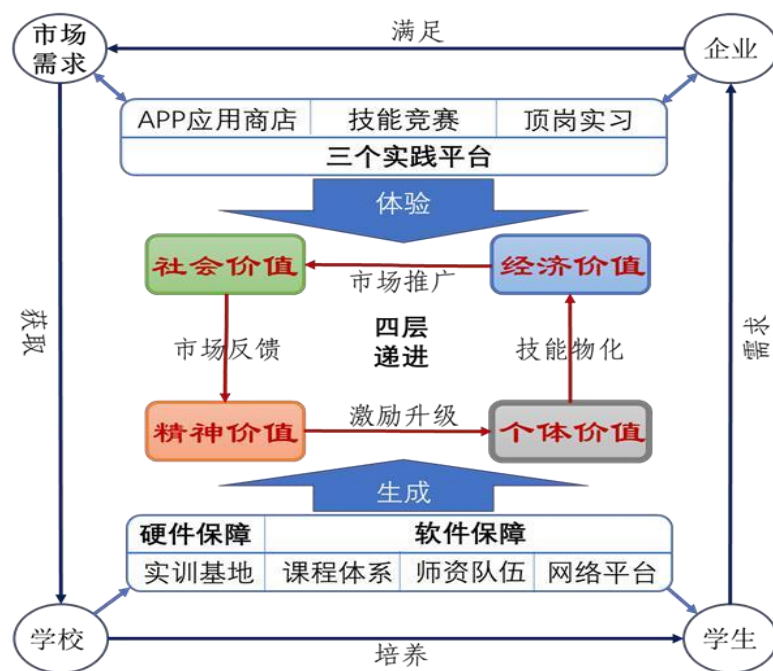 市场
需求
满足
企业
APP应用商店 技能竞赛 顶岗实习
三个实践平台
体验
社会价值
经济价值
市场推广
获取
市场反馈
四层
递进
技能物化
需求
精神价值
激励升级
个体价值
生成
硬件保障 软件保障
实训基地 课程体系 师资队伍 网络平台
学校
培养
学生